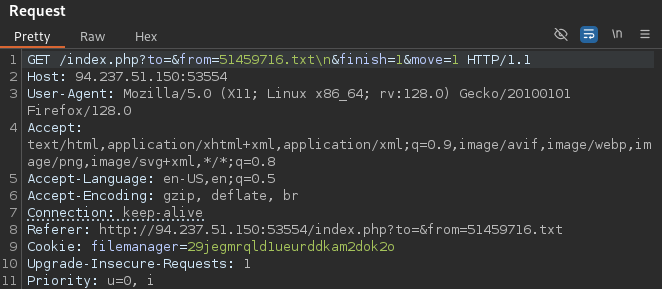 Request
Pretty Raw Hex
\n
1 GET /index.php?to=&from=51459716.txt\n&finish=1&move=1 HTTP/1.1
2 Host: 94.237.51.150:53554
3 User-Agent: Mozilla/5.0 (X11; Linux x86_64; rv:128.0) Gecko/20100101
Firefox/128.0
4 Accept:
text/html,application/xhtml+xml,application/xml;q=0.9,image/avif,image/webp,im
age/png,image/svg+xml,*/*;q=0.8
5 Accept-Language: en-US,en;q=0.5
6 Accept-Encoding: gzip, deflate, br
7 Connection: keep-alive
8 Referer: http://94.237.51.150:53554/index.php?to=&from=51459716.txt
9 Cookie: filemanager=29jegmrqld1ueurddkam2dok2o
10 Upgrade-Insecure-Requests: 1
11 Priority: u=0, i